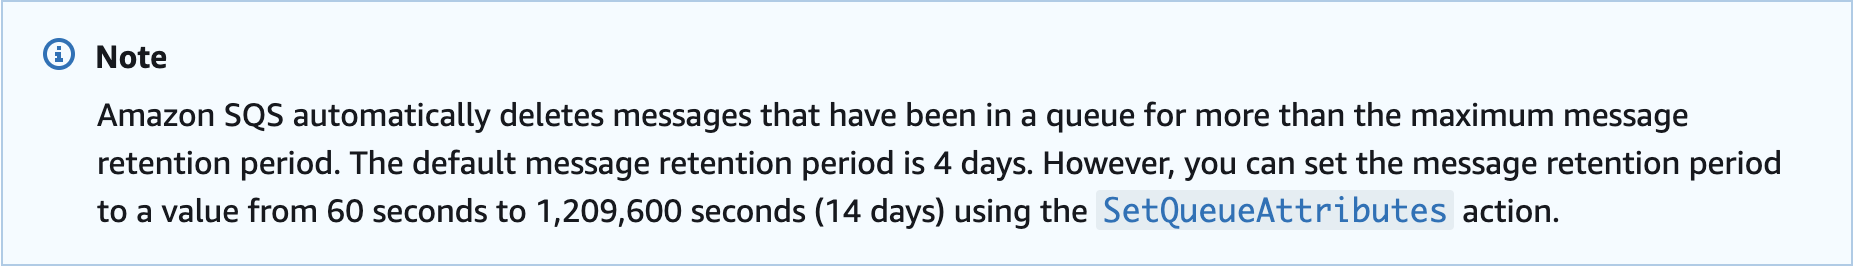 Note
Amazon SQS automatically deletes messages that have been in a queue for more than the maximum message
retention period. The default message retention period is 4 days. However, you can set the message retention period
to a value from 60 seconds to 1,209,600 seconds (14 days) using the SetQueueAttributes action.